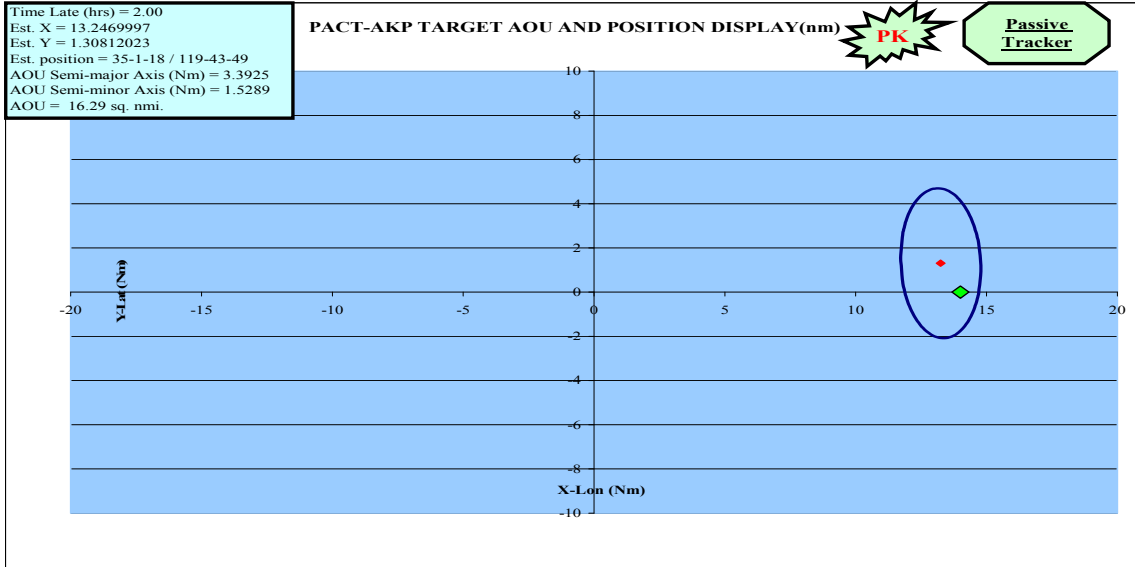 Time Late (hrs) = 2.00
Est. X = 13.2469997
Est. Y = 1.30812023
Est. position = 35-1-18 / 119-43-49
AOU Semi-major Axis (Nm) = 3.3925
AOU Semi-minor Axis (Nm) = 1.5289
AOU =  16.29 sq. nmi.
PACT-AKP TARGET AOU AND POSITION DISPLAY(nm)
PK
Passive
Tracker
10
8
6
4
2
0
-2
-4
-6
-8
-10
-20
-15
-10
-5
0
5
10
15
20
Y-Lat (Nm)
X-Lon (Nm)